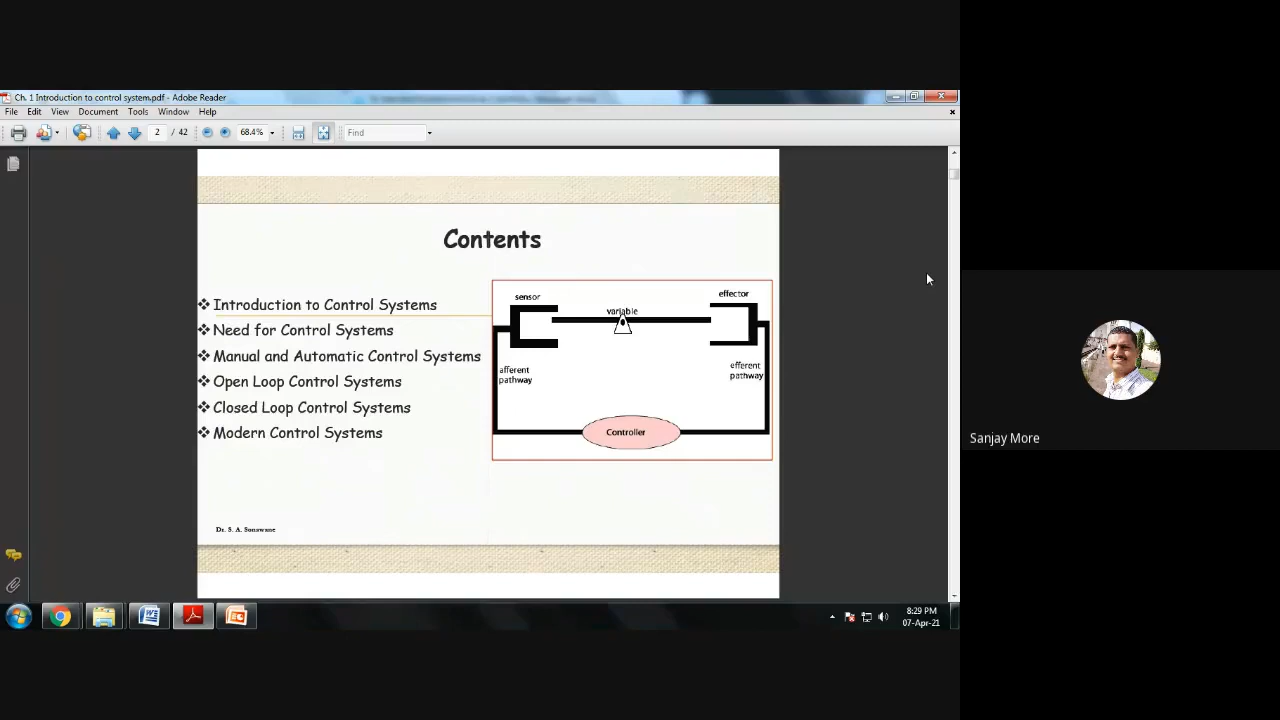 Ch. 1 Introduction to control system.pdf - Adobe Reader
File Edit View Document Tools Window Help
2 / 42 68.4% Find
Contents
❖ Introduction to Control Systems
❖ Need for Control Systems
❖ Manual and Automatic Control Systems
❖ Open Loop Control Systems
❖ Closed Loop Control Systems
❖ Modern Control Systems
sensor
variable
effector
afferent
pathway
efferent
pathway
Controller
Dr. S. A. Sonawane
Sanjay More
8:29 PM
07-Apr-21